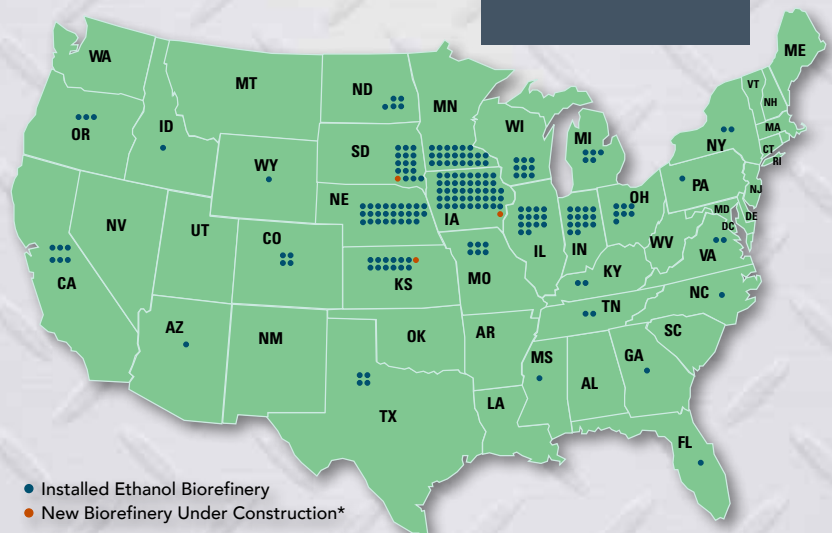 ME
WA
VT
MT
ND
NH
MN
OR
ID
WI
MI
MA
NY
CT
RI
SD
WY
PA
NJ
NE
OH
MD
DE
IA
DC
NV
UT
CO
IL
IN
WV
VA
CA
KS
MO
KY
NC
TN
AZ
NM
OK
AR
SC
MS
GA
AL
LA
TX
FL
Installed Ethanol Biorefinery
New Biorefinery Under Construction*